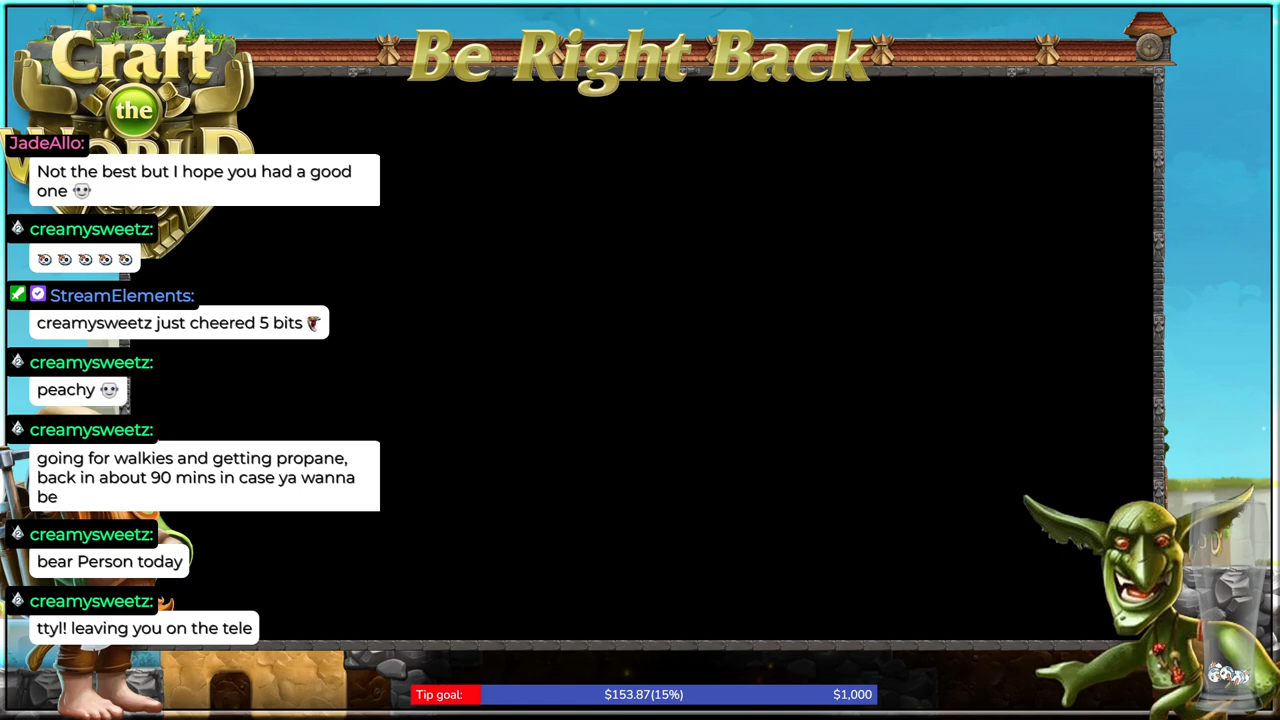 Craft
the
WORLD
Be Right Back
JadeAllo:
Not the best but I hope you had a good
one
creamysweetz:
StreamElements:
creamysweetz just cheered 5 bits
creamysweetz:
peachy
creamysweetz:
going for walkies and getting propane,
back in about 90 mins in case ya wanna
be
creamysweetz:
bear Person today
creamysweetz:
ttyl! leaving you on the tele
Tip goal: $153.87(15%) $1,000